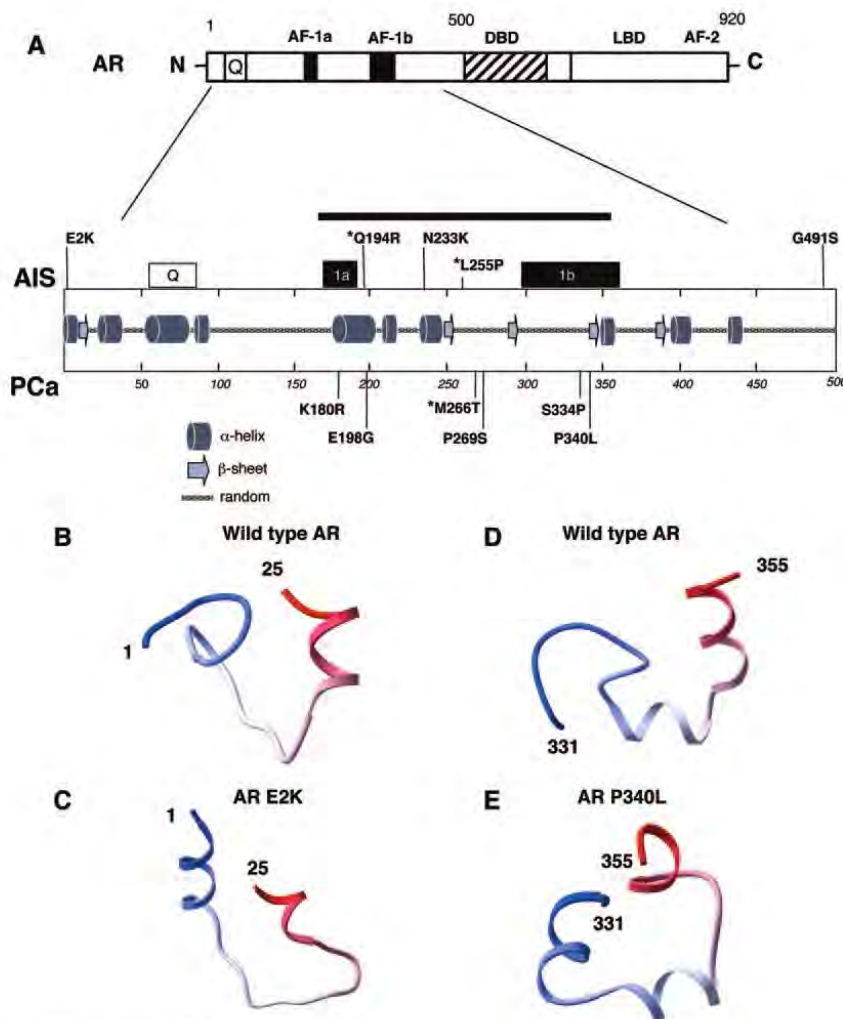 A
1
500
920
AF-1a AF-1b DBD LBD AF-2
AR N Q C
E2K *Q194R N233K G491S
*L255P
AIS Q 1a 1b
PCa
50 100 150 200 250 300 350 400 450 500
K180R *M266T S334P
E198G P269S P340L
α-helix
β-sheet
random
B Wild type AR
25
1
D Wild type AR
355
331
C AR E2K
1
25
E AR P340L
355
331